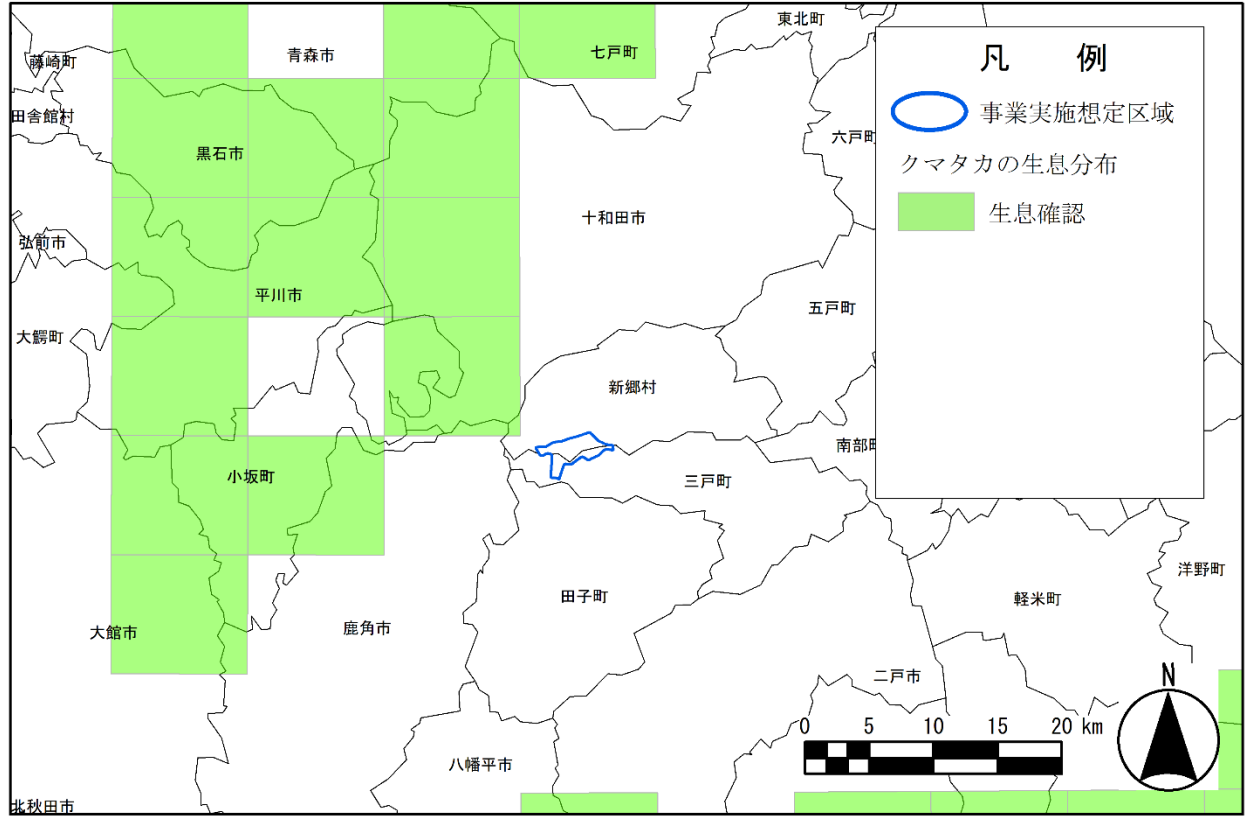 東北町
青森市
七戸町
藤崎町
田舎館村
六戸町
黒石市
十和田市
弘前市
平川市
五戸町
大鰐町
新郷村
南部町
小坂町
三戸町
洋野町
田子町
軽米町
大館市
鹿角市
二戸市
八幡平市
北秋田市
凡 例
事業実施想定区域
クマタカの生息分布
生息確認
N
0 5 10 15 20 km